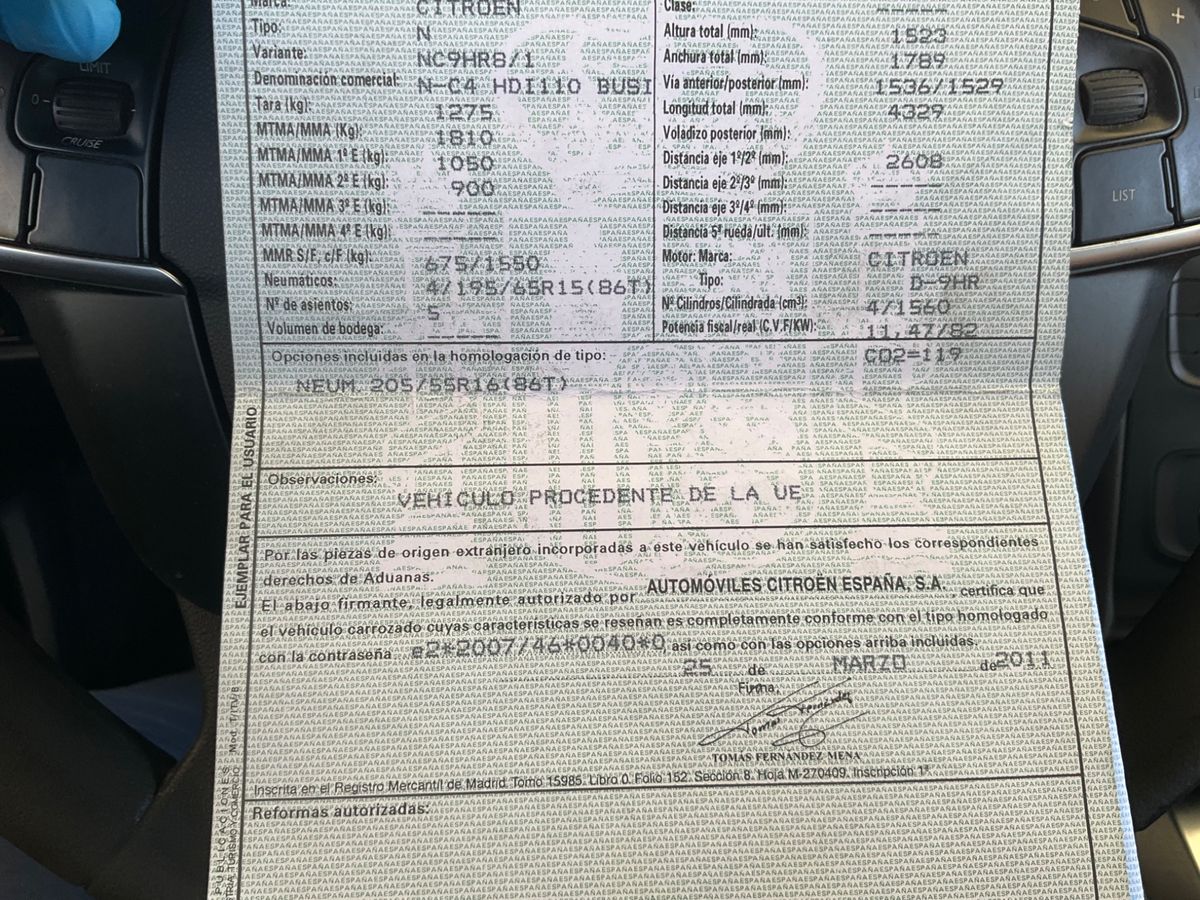 Marca: CITROEN
Tipo: N
Variante: NC9HR8/1
Denominación comercial: N-C4 HDI110 BUSI
Tara (kg): 1275
MTMA/MMA (Kg): 1810
MTMA/MMA 1º E (kg): 1050
MTMA/MMA 2º E (kg): 900
MTMA/MMA 3º E (kg): -----
MTMA/MMA 4º E (kg): -----
MMR S/F, c/F (kg): 675/1550
Neumáticos: 4/195/65R15(86T)
Nº de asientos: 5
Volumen de bodega: -----
Clase: -----
Altura total (mm): 1523
Anchura total (mm): 1789
Vía anterior/posterior (mm): 1536/1529
Longitud total (mm): 4329
Voladizo posterior (mm):
Distancia eje 1º/2º (mm): 2608
Distancia eje 2º/3º (mm): -----
Distancia eje 3º/4º (mm): -----
Distancia 5ª rueda/últ. (mm): -----
Motor: Marca: CITROEN
Tipo: D-9HR
Nº Cilindros/Cilindrada (cm³): 4/1560
Potencia fiscal/real (C.V.F/KW): 11,47/82
Opciones incluidas en la homologación de tipo: CO2=119
NEUM. 205/55R16(86T)
Observaciones:
VEHICULO PROCEDENTE DE LA UE
Por las piezas de origen extranjero incorporadas a este vehículo se han satisfecho los correspondientes
derechos de Aduanas.
El abajo firmante, legalmente autorizado por AUTOMÓVILES CITROËN ESPAÑA, S.A. certifica que
el vehículo carrozado cuyas características se reseñan es completamente conforme con el tipo homologado
con la contraseña e2*2007/46*0040*0, así como con las opciones arriba incluidas.
25 de MARZO de 2011
Firma,
Tomas Fernández
TOMAS FERNANDEZ MENA
Inscrita en el Registro Mercantil de Madrid. Tomo 15985. Libro 0. Folio 152. Sección 8. Hoja M-270409. Inscripción 1ª
Reformas autorizadas:
EJEMPLAR PARA EL USUARIO
LIMIT
0
CRUISE
LIST
+